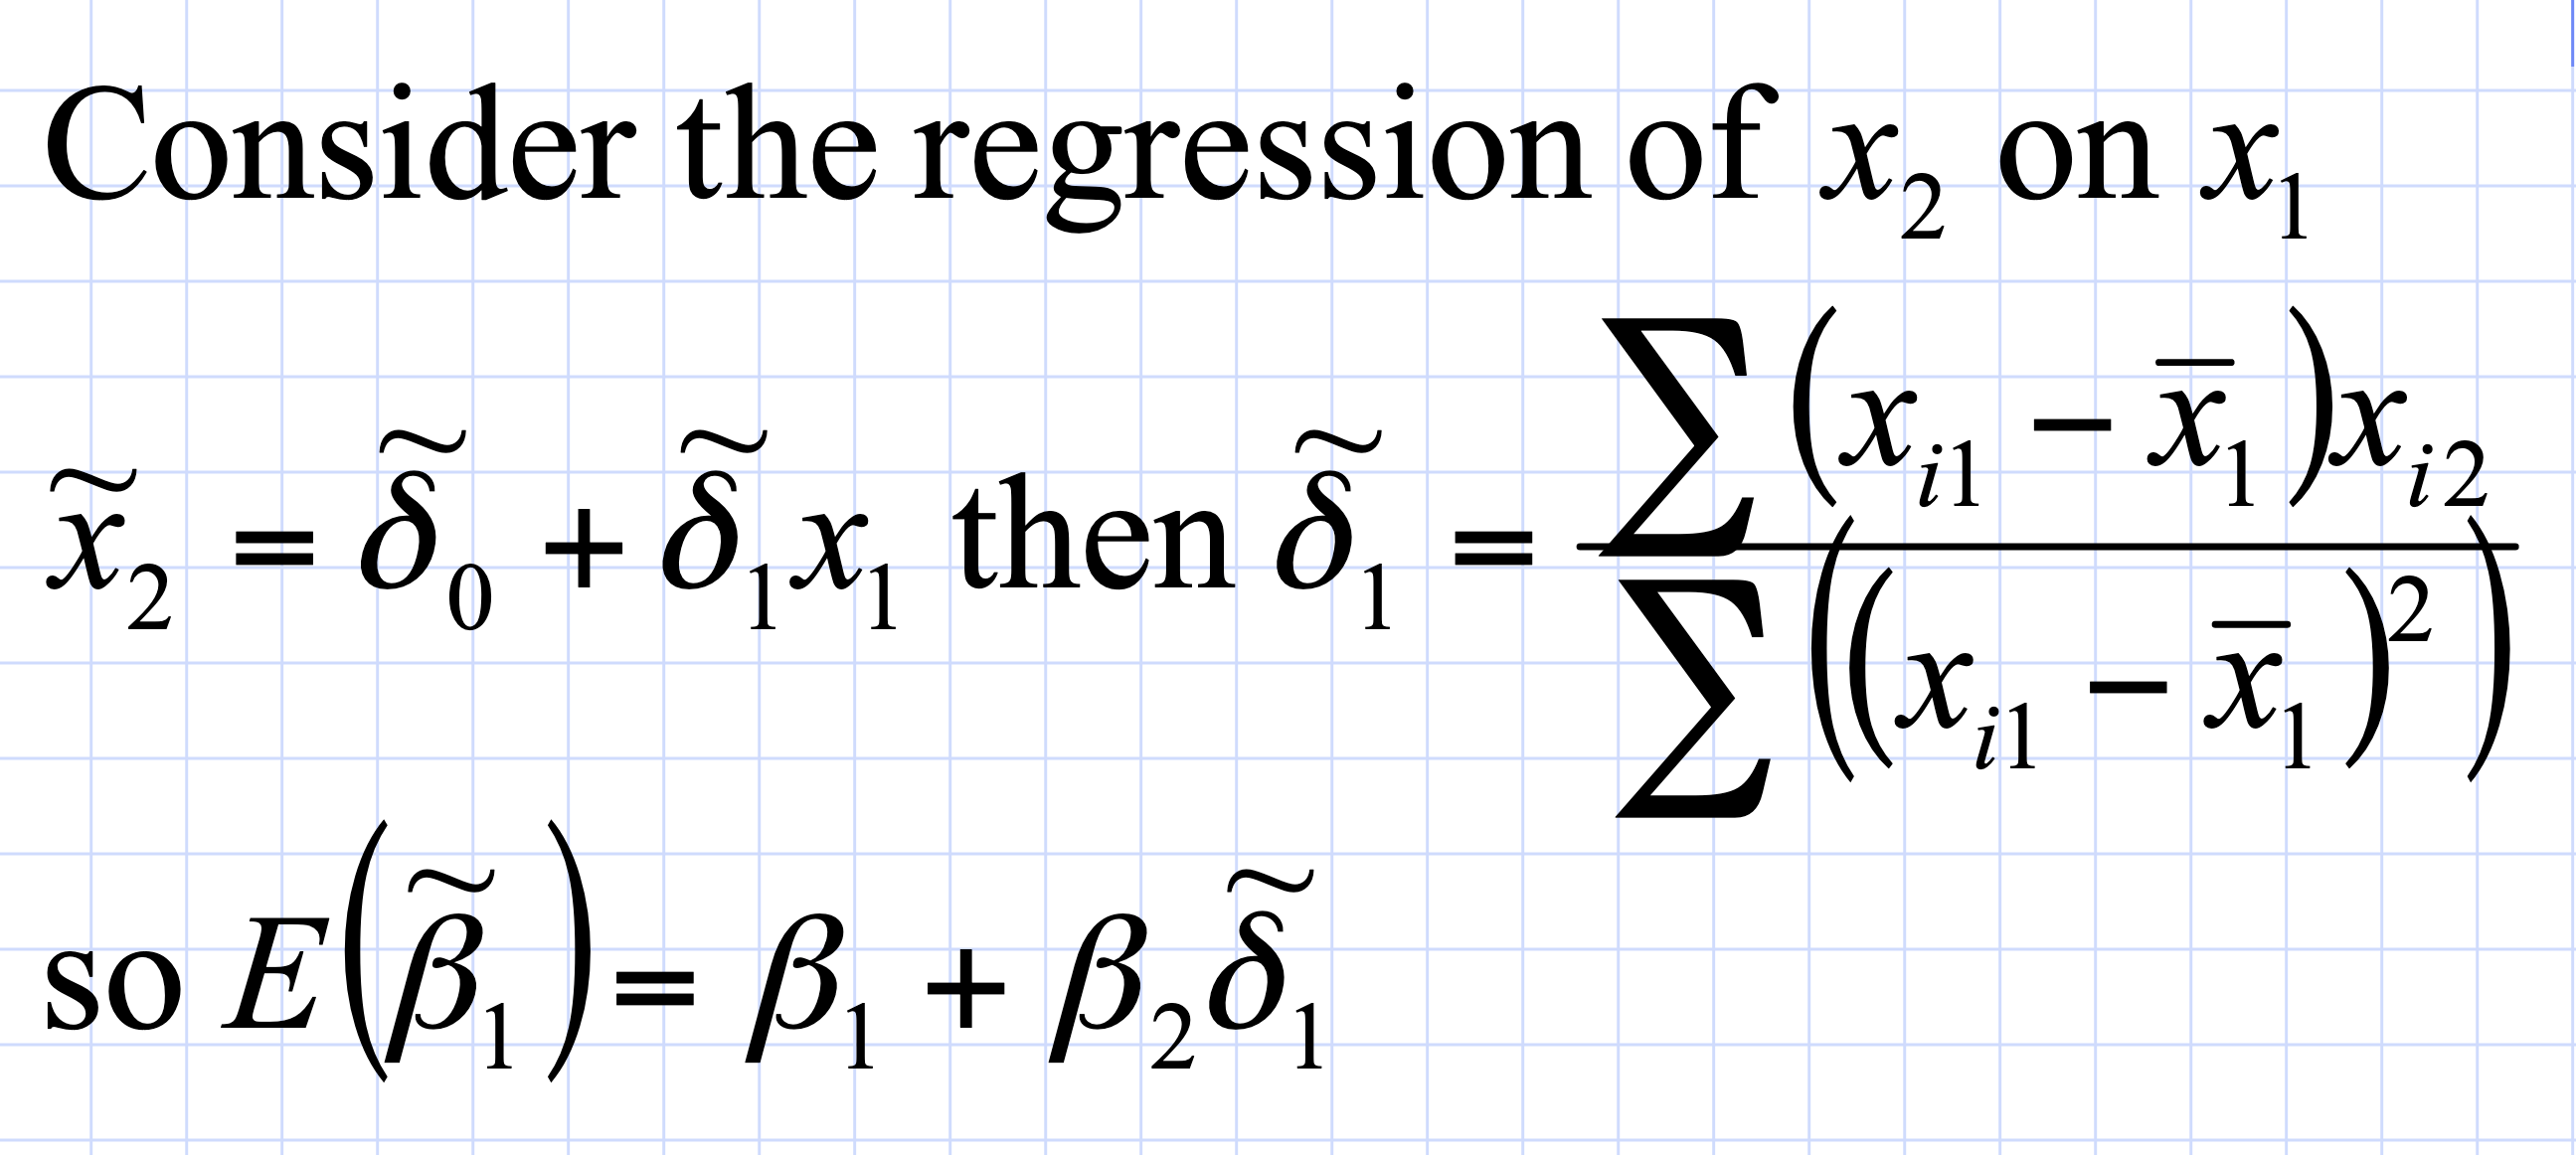 Consider the regression of x₂ on x₁
x̃₂ = δ̃₀ + δ̃₁x₁ then δ̃₁ = ∑(xᵢ₁ − x̄₁)xᵢ₂ / ∑((xᵢ₁ − x̄₁)²)
so E(β̃₁) = β₁ + β₂δ̃₁